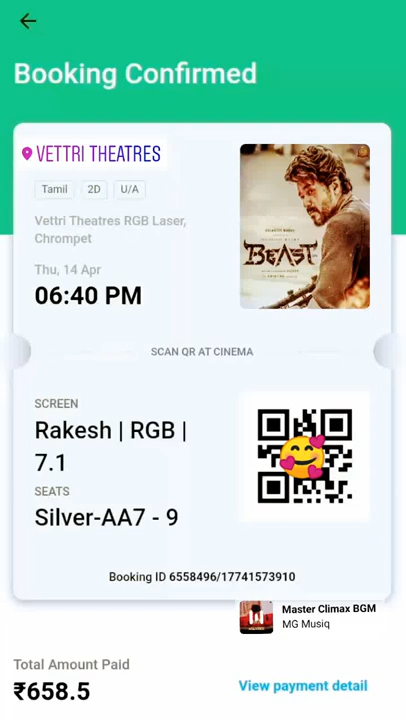 Booking Confirmed
VETTRI THEATRES
Tamil 2D U/A
Vettri Theatres RGB Laser,
Chrompet
Thu, 14 Apr
06:40 PM
BEAST
SCAN QR AT CINEMA
SCREEN
Rakesh | RGB |
7.1
SEATS
Silver-AA7 - 9
Booking ID 6558496/17741573910
Master Climax BGM
MG Musiq
Total Amount Paid
₹658.5
View payment detail